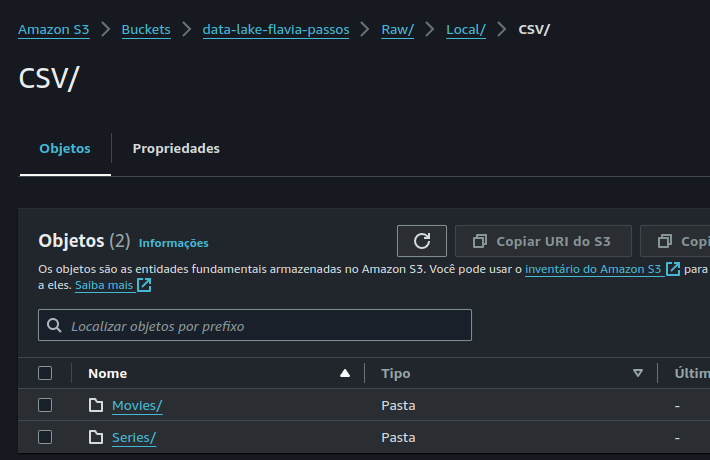 Amazon S3 > Buckets > data-lake-flavia-passos > Raw/ > Local/ > CSV/
CSV/
Objetos Propriedades
Objetos (2) Informações Copiar URI do S3 Copi
Os objetos são as entidades fundamentais armazenadas no Amazon S3. Você pode usar o inventário do Amazon S3 para
a eles. Saiba mais
Localizar objetos por prefixo
Nome Tipo Últim
Movies/ Pasta -
Series/ Pasta -